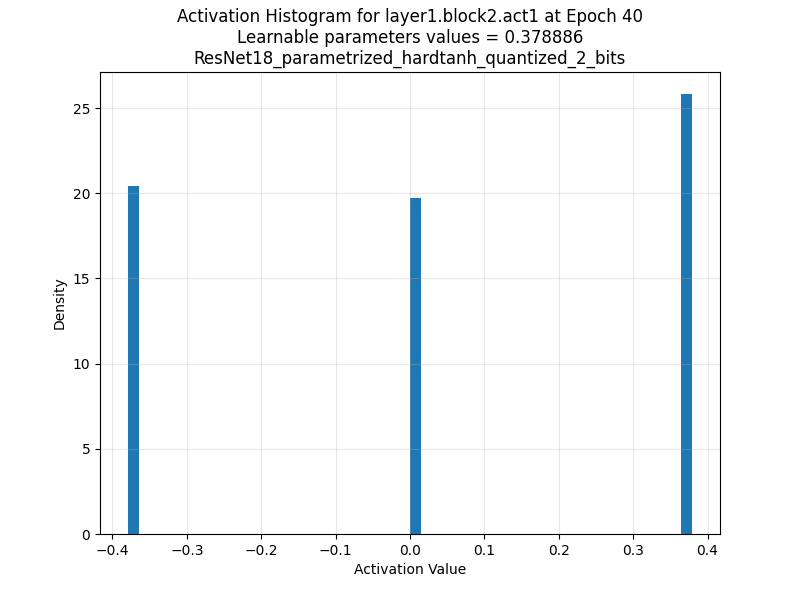 Activation Histogram for layer1.block2.act1 at Epoch 40
Learnable parameters values = 0.378886
ResNet18_parametrized_hardtanh_quantized_2_bits
25
20
15
10
5
0
Density
−0.4 −0.3 −0.2 −0.1 0.0 0.1 0.2 0.3 0.4
Activation Value